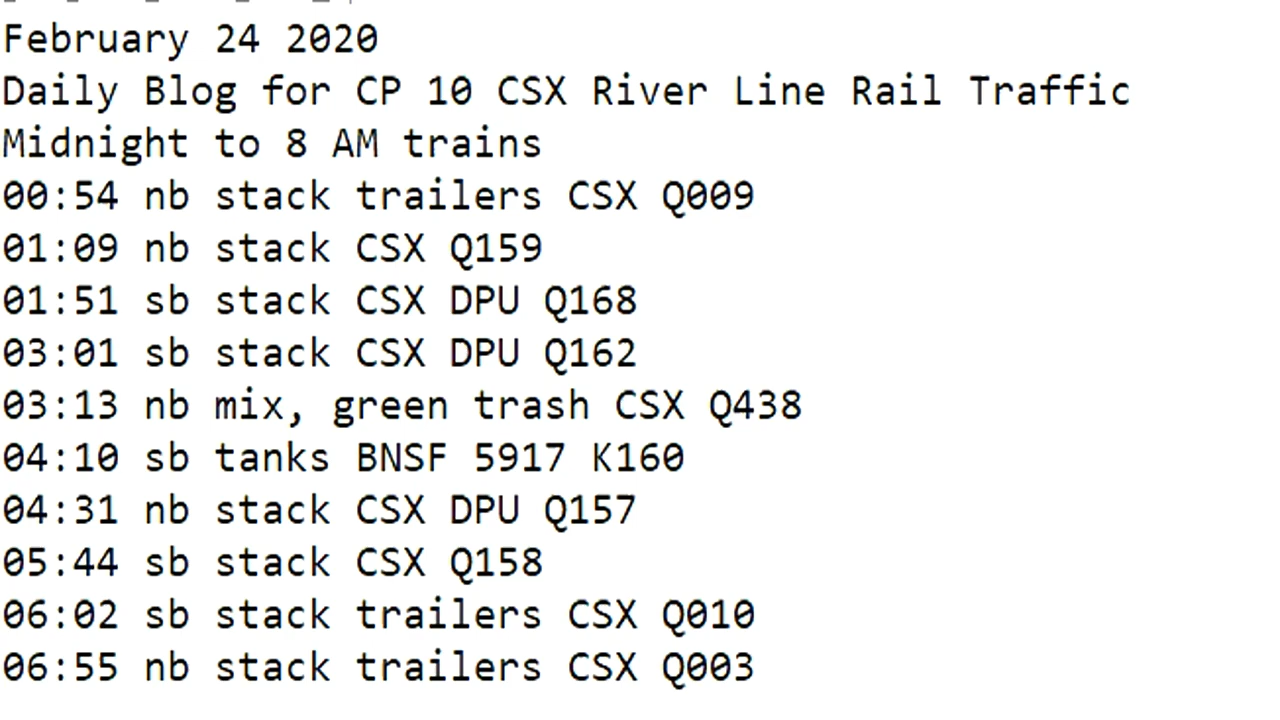 February 24 2020
Daily Blog for CP 10 CSX River Line Rail Traffic
Midnight to 8 AM trains
00:54 nb stack trailers CSX Q009
01:09 nb stack CSX Q159
01:51 sb stack CSX DPU Q168
03:01 sb stack CSX DPU Q162
03:13 nb mix, green trash CSX Q438
04:10 sb tanks BNSF 5917 K160
04:31 nb stack CSX DPU Q157
05:44 sb stack CSX Q158
06:02 sb stack trailers CSX Q010
06:55 nb stack trailers CSX Q003